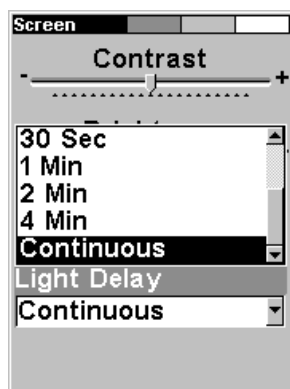 Screen
Contrast
- +
30 Sec
1 Min
2 Min
4 Min
Continuous
Light Delay
Continuous